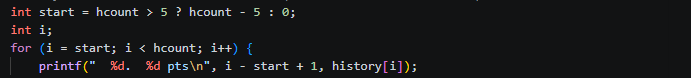 int start = hcount > 5 ? hcount - 5 : 0;
int i;
for (i = start; i < hcount; i++) {
    printf("  %d.  %d pts\n", i - start + 1, history[i]);